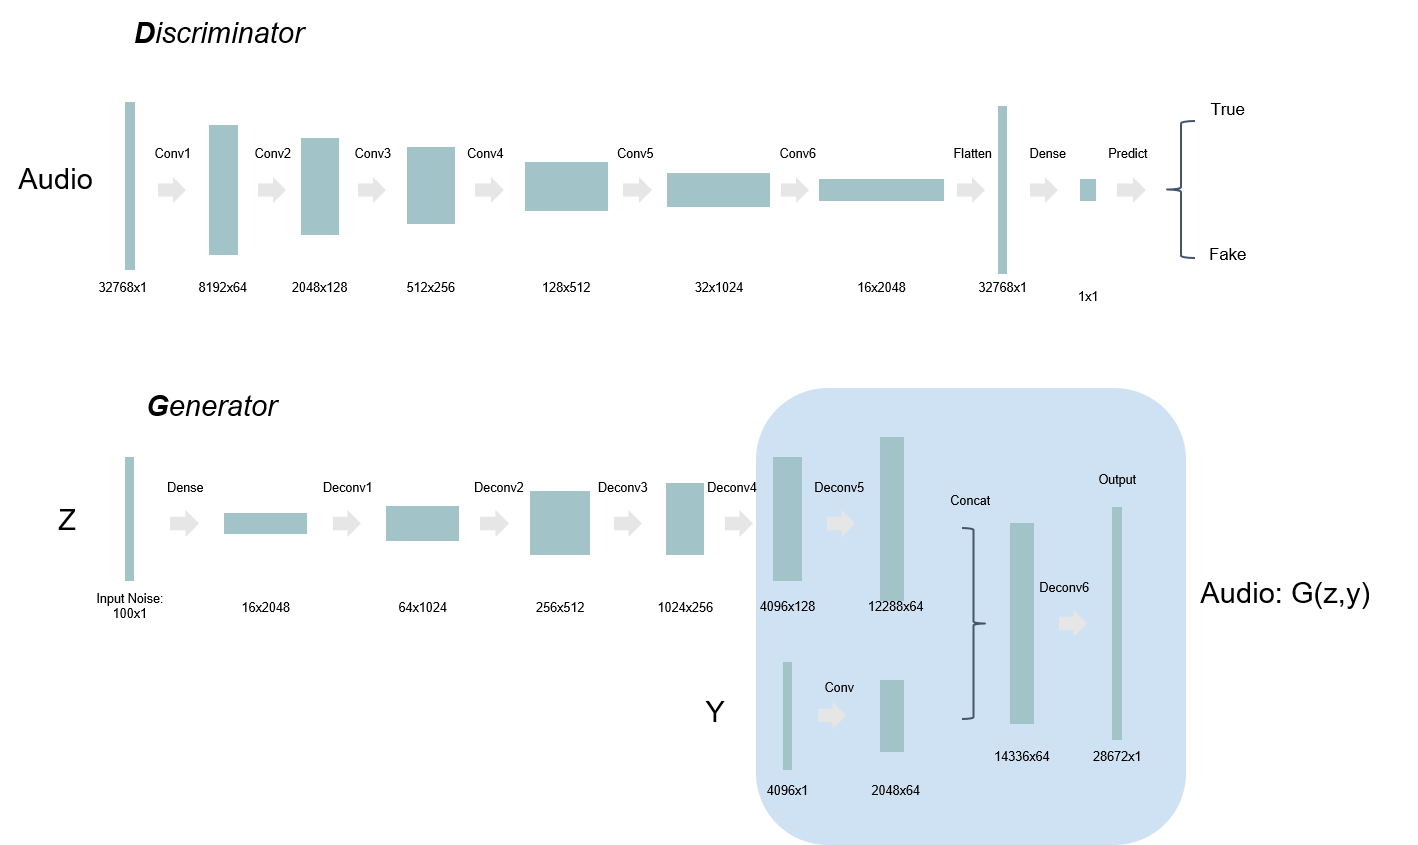 Discriminator
Audio
Conv1
Conv2
Conv3
Conv4
Conv5
Conv6
Flatten
Dense
Predict
True
Fake
32768x1
8192x64
2048x128
512x256
128x512
32x1024
16x2048
32768x1
1x1
Generator
Z
Dense
Deconv1
Deconv2
Deconv3
Deconv4
Deconv5
Concat
Output
Input Noise:
100x1
16x2048
64x1024
256x512
1024x256
4096x128
12288x64
Deconv6
Audio: G(z,y)
Y
Conv
4096x1
2048x64
14336x64
28672x1